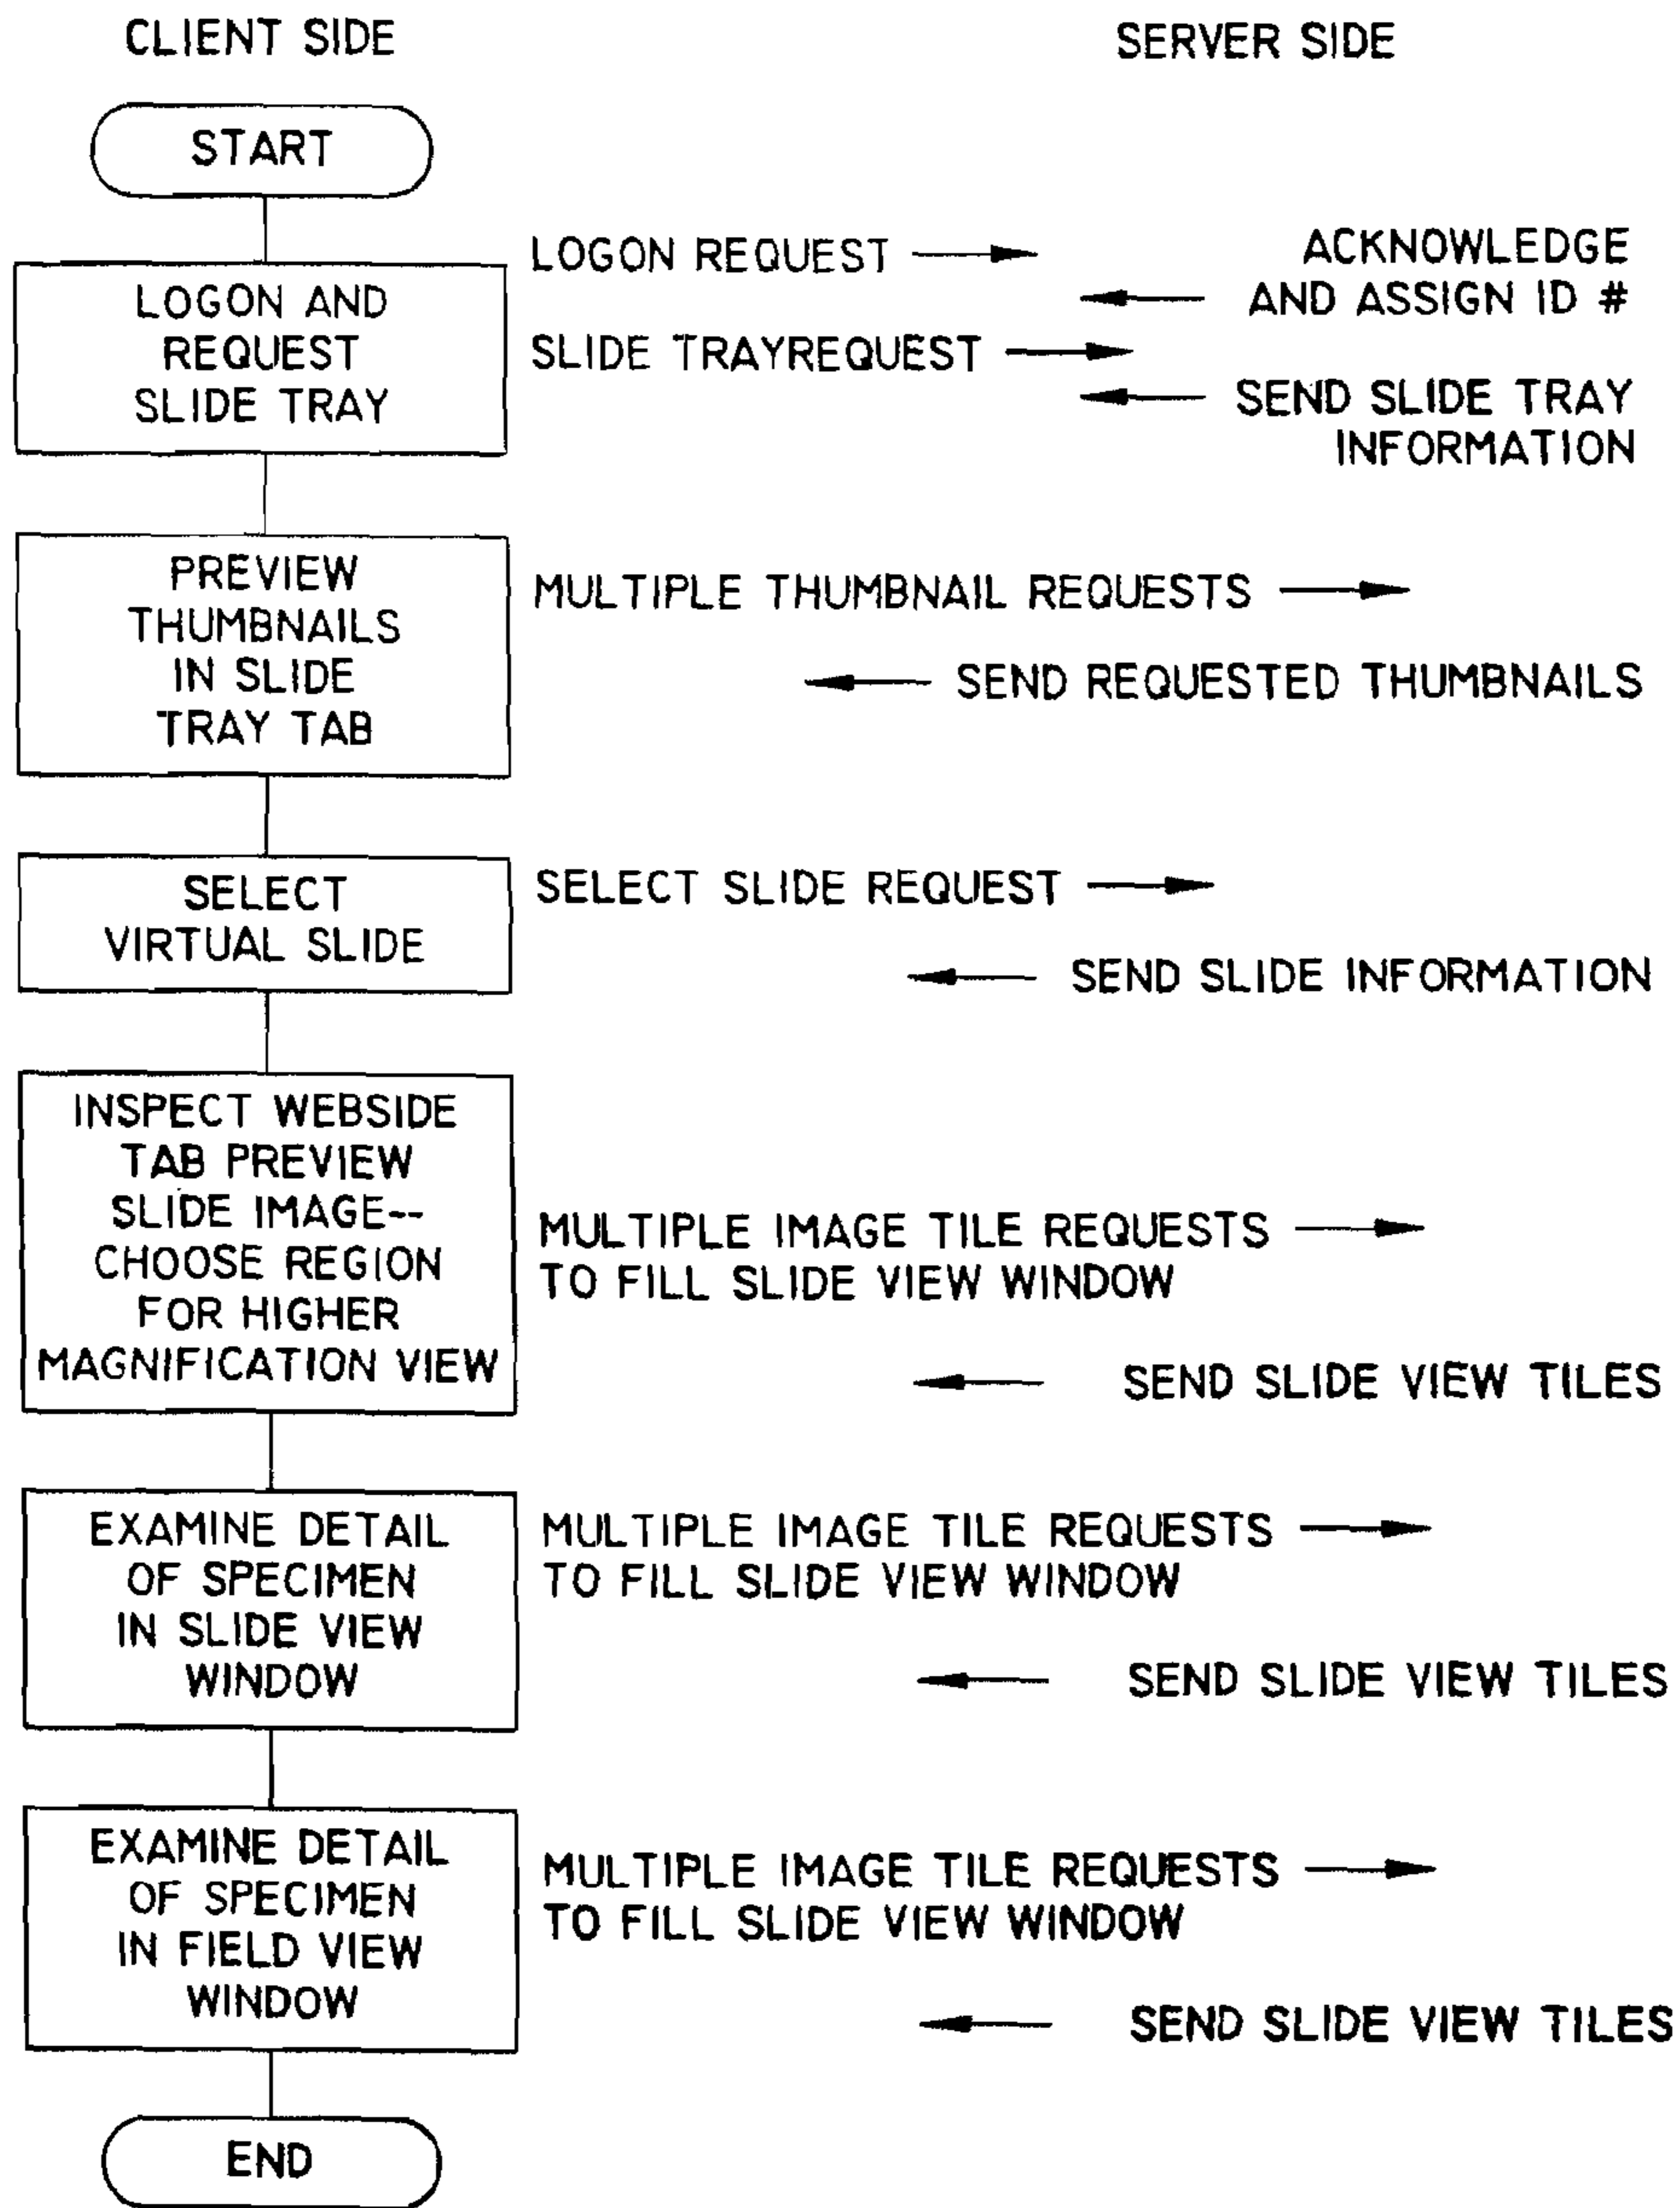 CLIENT SIDE
SERVER SIDE
START
LOGON AND
REQUEST
SLIDE TRAY
LOGON REQUEST
ACKNOWLEDGE
AND ASSIGN ID #
SLIDE TRAYREQUEST
SEND SLIDE TRAY
INFORMATION
PREVIEW
THUMBNAILS
IN SLIDE
TRAY TAB
MULTIPLE THUMBNAIL REQUESTS
SEND REQUESTED THUMBNAILS
SELECT
VIRTUAL SLIDE
SELECT SLIDE REQUEST
SEND SLIDE INFORMATION
INSPECT WEBSIDE
TAB PREVIEW
SLIDE IMAGE--
CHOOSE REGION
FOR HIGHER
MAGNIFICATION VIEW
MULTIPLE IMAGE TILE REQUESTS
TO FILL SLIDE VIEW WINDOW
SEND SLIDE VIEW TILES
EXAMINE DETAIL
OF SPECIMEN
IN SLIDE VIEW
WINDOW
MULTIPLE IMAGE TILE REQUESTS
TO FILL SLIDE VIEW WINDOW
SEND SLIDE VIEW TILES
EXAMINE DETAIL
OF SPECIMEN
IN FIELD VIEW
WINDOW
MULTIPLE IMAGE TILE REQUESTS
TO FILL SLIDE VIEW WINDOW
SEND SLIDE VIEW TILES
END